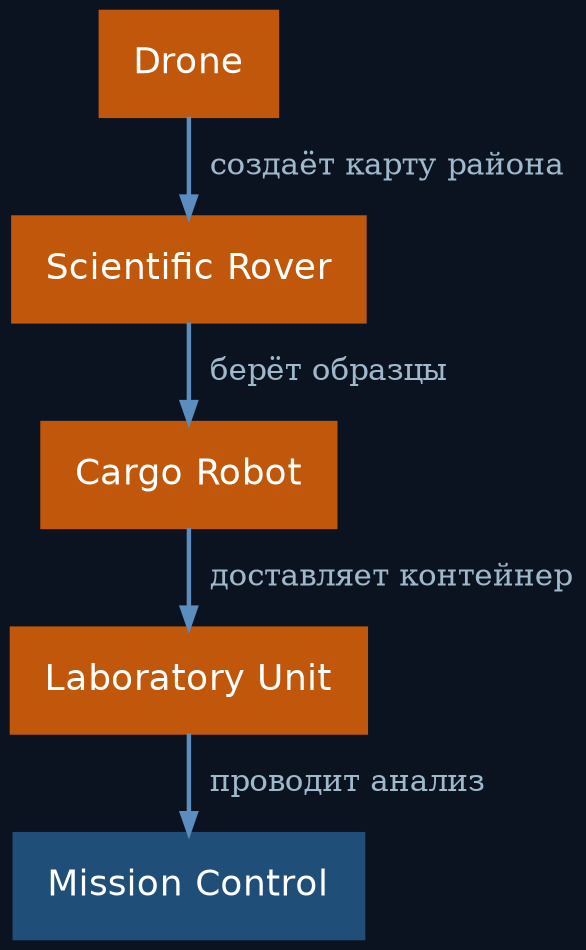 Drone
создаёт карту района
Scientific Rover
берёт образцы
Cargo Robot
доставляет контейнер
Laboratory Unit
проводит анализ
Mission Control